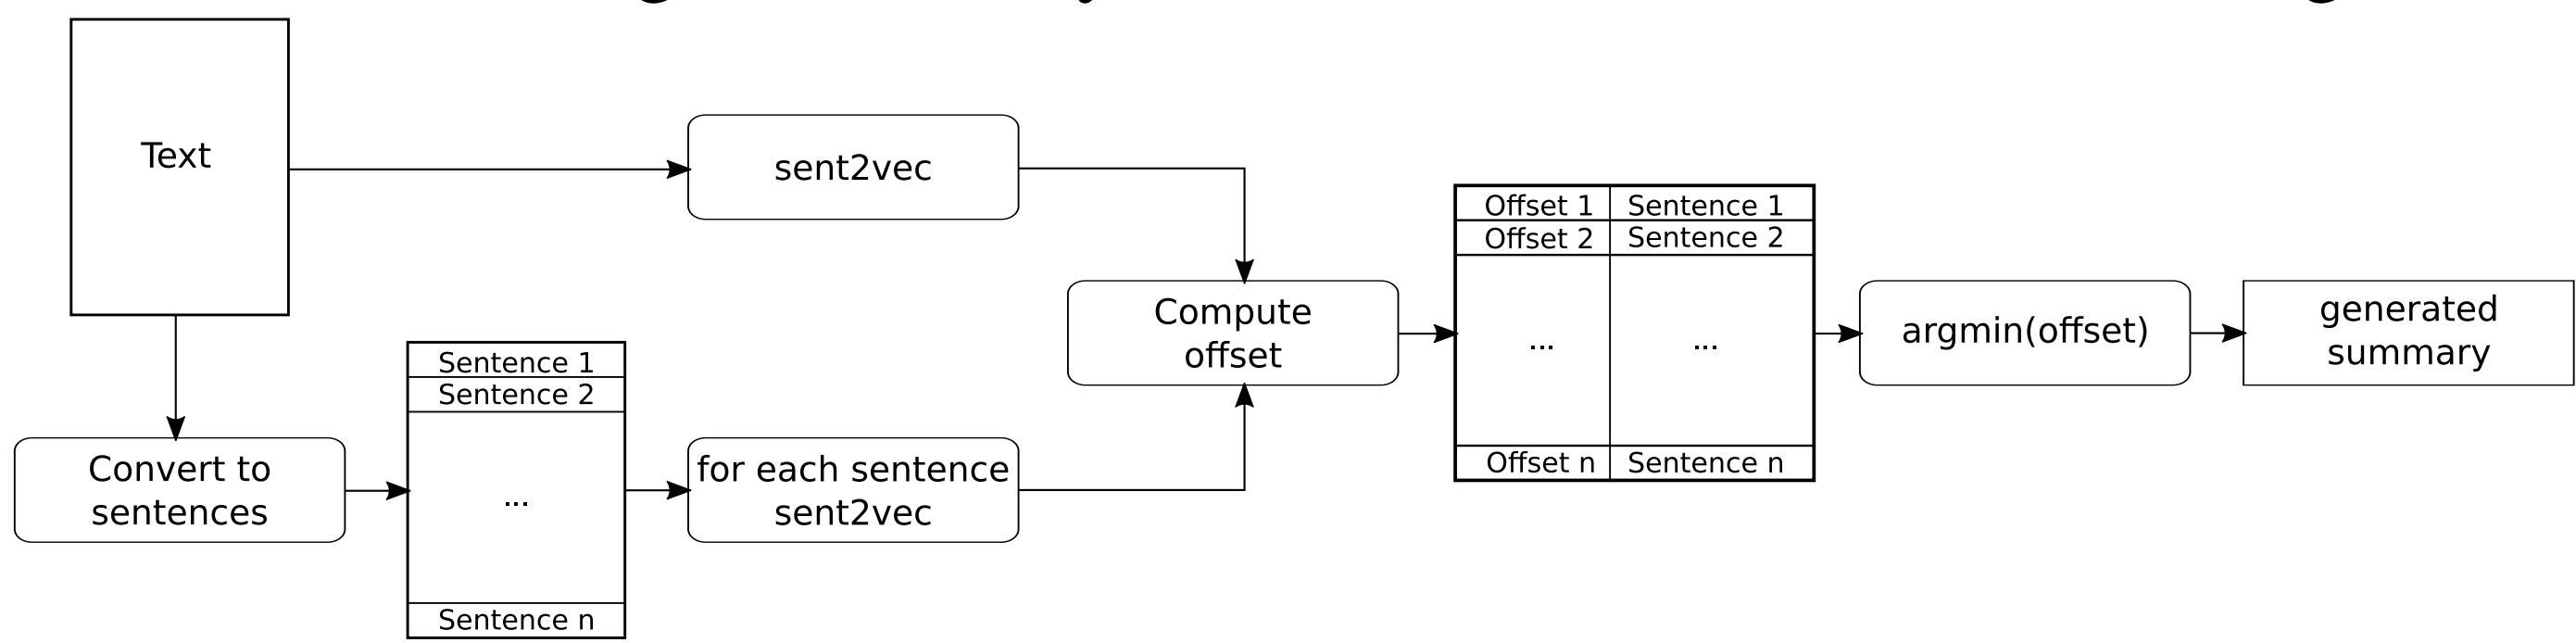 Text
sent2vec
Convert to
sentences
Sentence 1
Sentence 2
...
Sentence n
for each sentence
sent2vec
Compute
offset
Offset 1 Sentence 1
Offset 2 Sentence 2
... ...
Offset n Sentence n
argmin(offset)
generated
summary